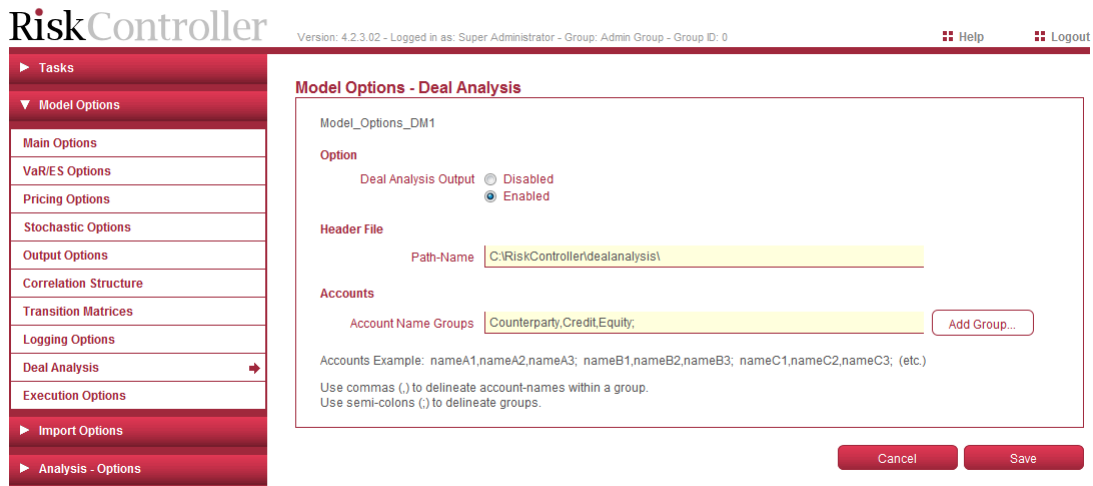 RiskController
Version: 4.2.3.02 - Logged in as: Super Administrator - Group: Admin Group - Group ID: 0
Help
Logout
Tasks
Model Options
Main Options
VaR/ES Options
Pricing Options
Stochastic Options
Output Options
Correlation Structure
Transition Matrices
Logging Options
Deal Analysis
Execution Options
Import Options
Analysis - Options
Model Options - Deal Analysis
Model_Options_DM1
Option
Deal Analysis Output Disabled
Enabled
Header File
Path-Name C:\RiskController\dealanalysis\
Accounts
Account Name Groups Counterparty,Credit,Equity; Add Group...
Accounts Example: nameA1,nameA2,nameA3; nameB1,nameB2,nameB3; nameC1,nameC2,nameC3; (etc.)
Use commas (,) to delineate account-names within a group.
Use semi-colons (;) to delineate groups.
Cancel
Save